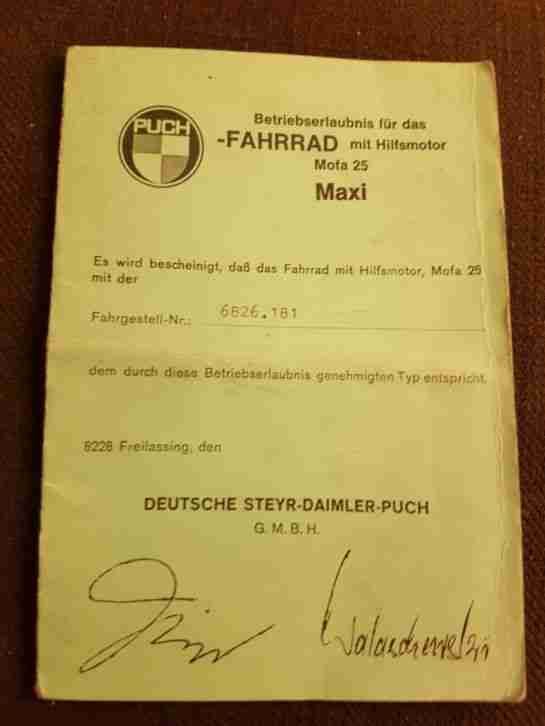 PUCH
Betriebserlaubnis für das
-FAHRRAD mit Hilfsmotor
Mofa 25
Maxi
Es wird bescheinigt, daß das Fahrrad mit Hilfsmotor, Mofa 25
mit der
Fahrgestell-Nr.: 6826.181
dem durch diese Betriebserlaubnis genehmigten Typ entspricht.
8228 Freilassing, den
DEUTSCHE STEYR-DAIMLER-PUCH
G. M. B. H.